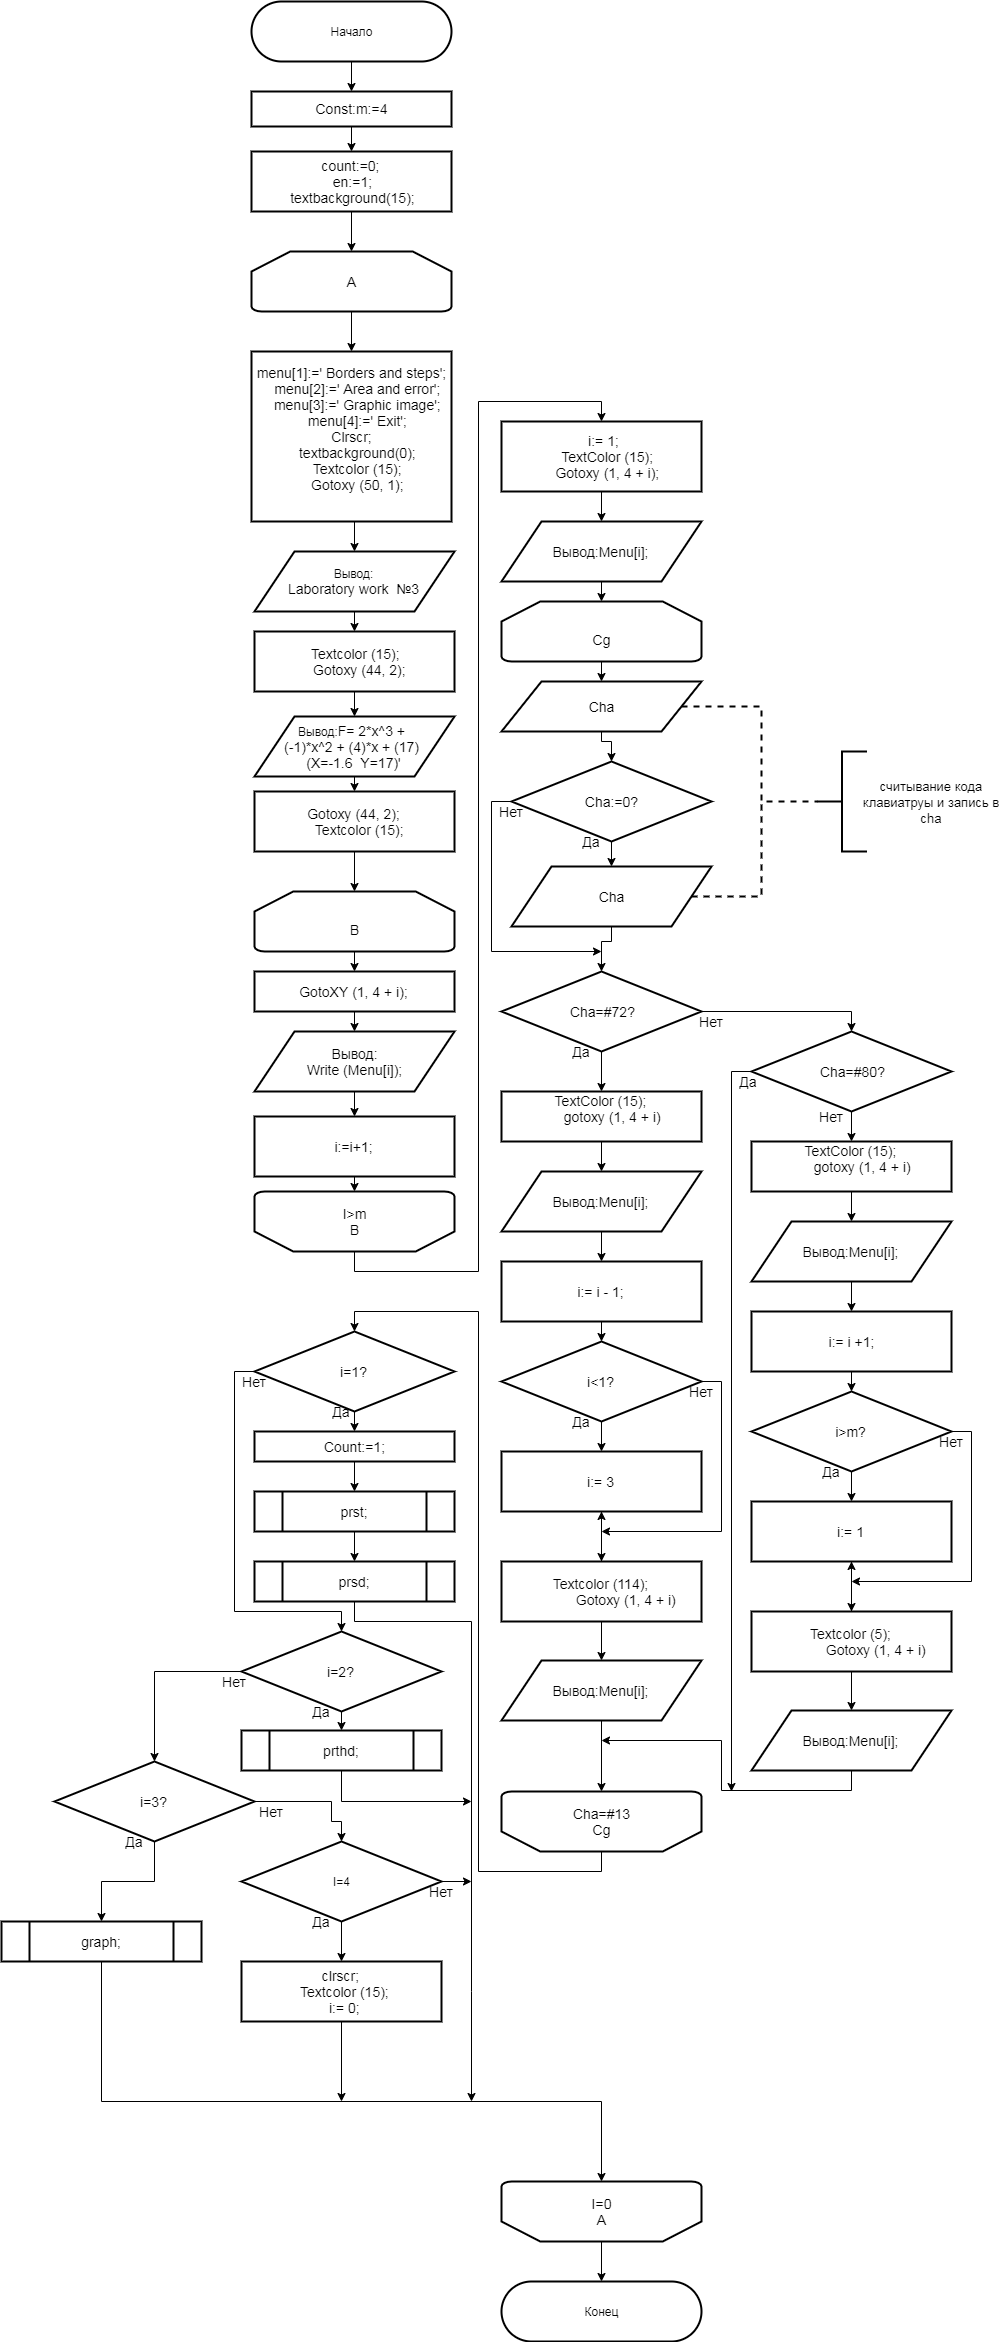 Начало
Const:m:=4
count:=0;
en:=1;
textbackground(15);
A
menu[1]:=' Borders and steps';
menu[2]:=' Area and error';
menu[3]:=' Graphic image';
menu[4]:=' Exit';
Clrscr;
textbackground(0);
Textcolor (15);
Gotoxy (50, 1);
Вывод:
Laboratory work  №3
Textcolor (15);
Gotoxy (44, 2);
Вывод:F= 2*x^3 +
(-1)*x^2 + (4)*x + (17)
(X=-1.6  Y=17)'
Gotoxy (44, 2);
Textcolor (15);
B
GotoXY (1, 4 + i);
Вывод:
Write (Menu[i]);
i:=i+1;
I>m
B
i:= 1;
TextColor (15);
Gotoxy (1, 4 + i);
Вывод:Menu[i];
Cg
Cha
Cha:=0?
Нет
Да
Cha
считывание кода
клавиатруы и запись в
cha
Cha=#72?
Нет
Да
TextColor (15);
gotoxy (1, 4 + i)
Вывод:Menu[i];
i:= i - 1;
i<1?
Нет
Да
i:= 3
Textcolor (114);
Gotoxy (1, 4 + i)
Вывод:Menu[i];
Cha=#80?
Да
Нет
TextColor (15);
gotoxy (1, 4 + i)
Вывод:Menu[i];
i:= i +1;
i>m?
Нет
Да
i:= 1
Textcolor (5);
Gotoxy (1, 4 + i)
Вывод:Menu[i];
Cha=#13
Cg
i=1?
Нет
Да
Count:=1;
prst;
prsd;
i=2?
Нет
Да
prthd;
i=3?
Нет
Да
graph;
I=4
Нет
Да
clrscr;
Textcolor (15);
i:= 0;
I=0
A
Конец